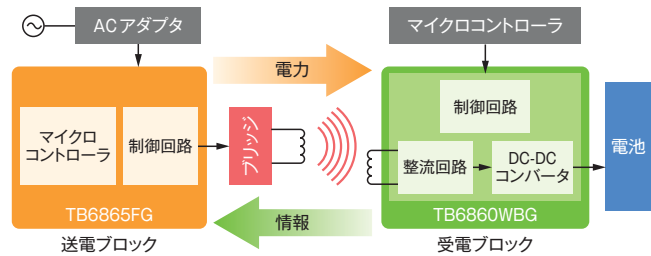 ACアダプタ
マイクロコントローラ
電力
マイクロ
コントローラ
制御回路
ブリッジ
制御回路
整流回路
DC-DC
コンバータ
電池
TB6865FG
情報
TB6860WBG
送電ブロック
受電ブロック